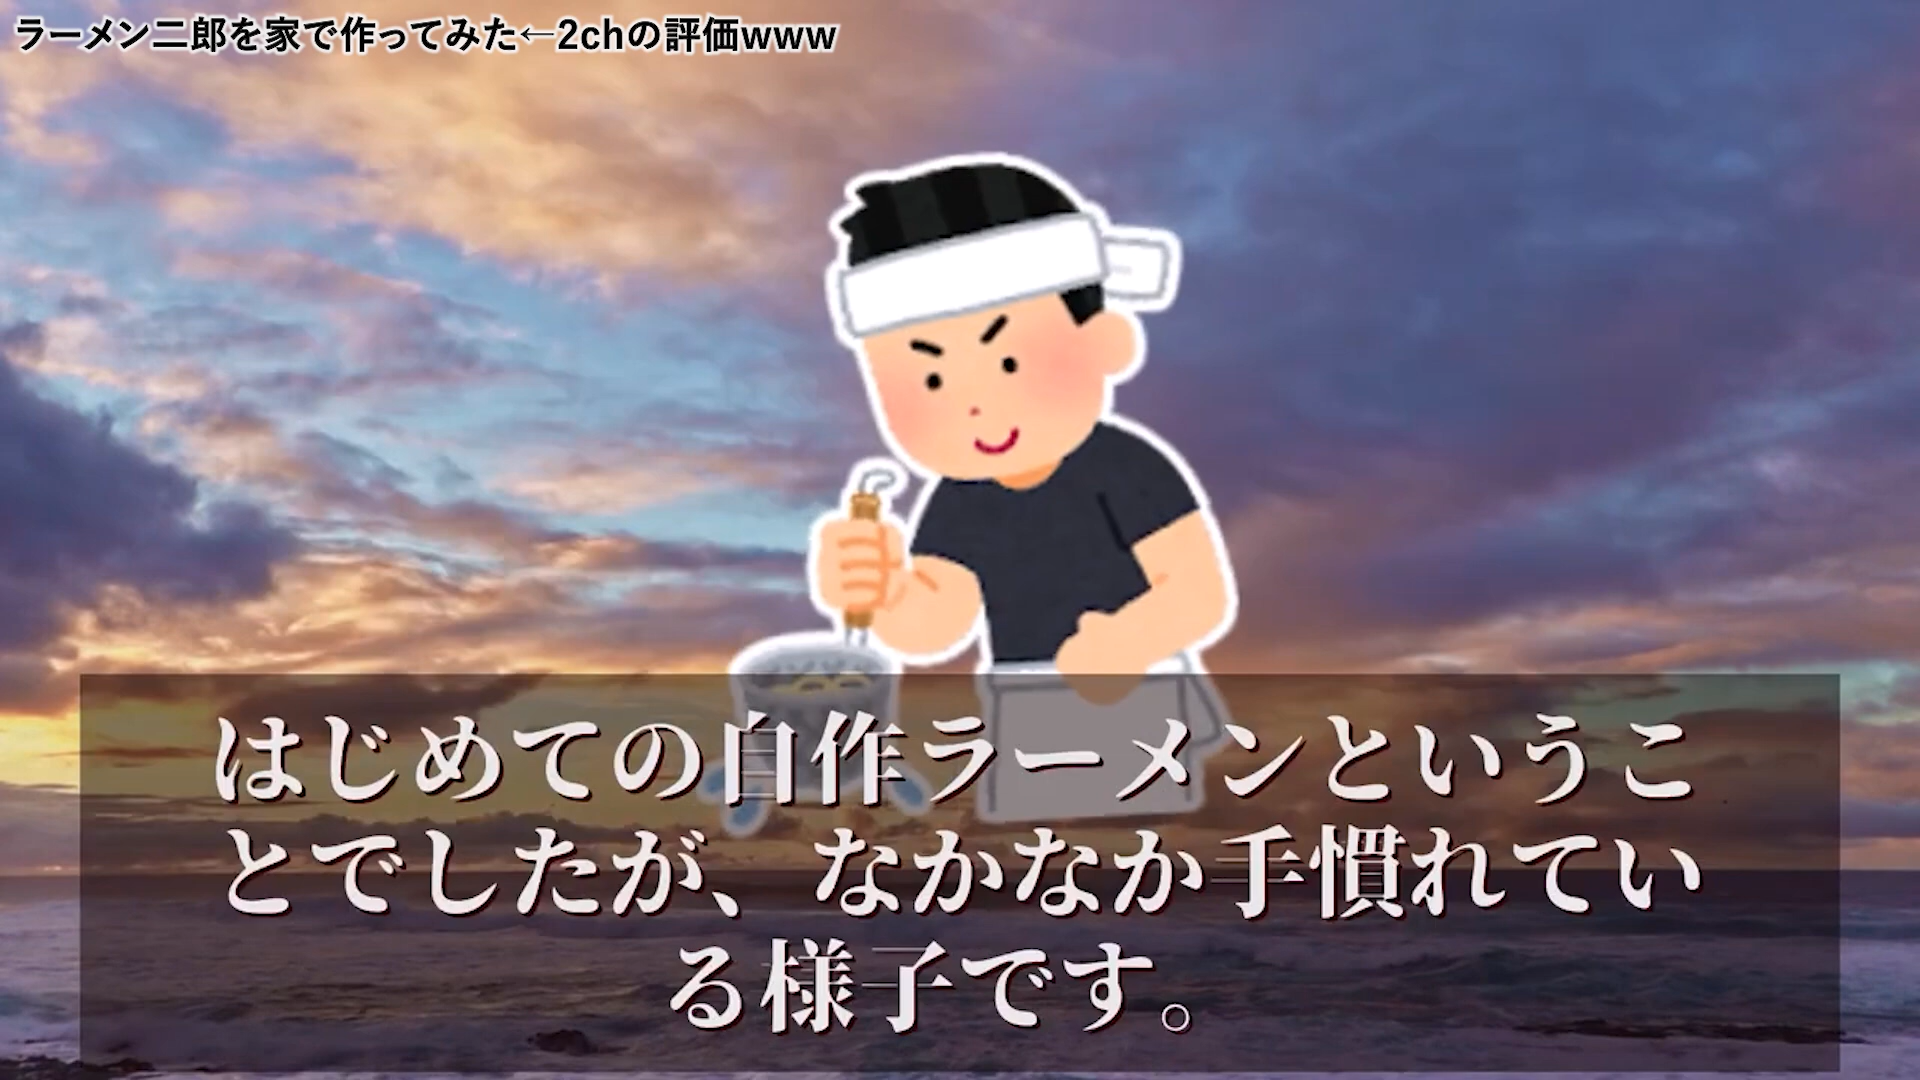 ラーメン二郎を家で作ってみた←2chの評価www
はじめての自作ラーメンというこ
とでしたが、なかなか手慣れてい
る様子です。